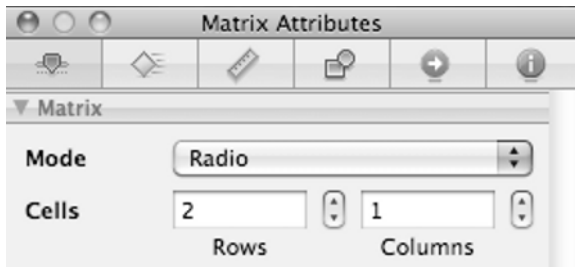 Matrix Attributes
Matrix
Mode Radio
Cells 2 1
Rows Columns